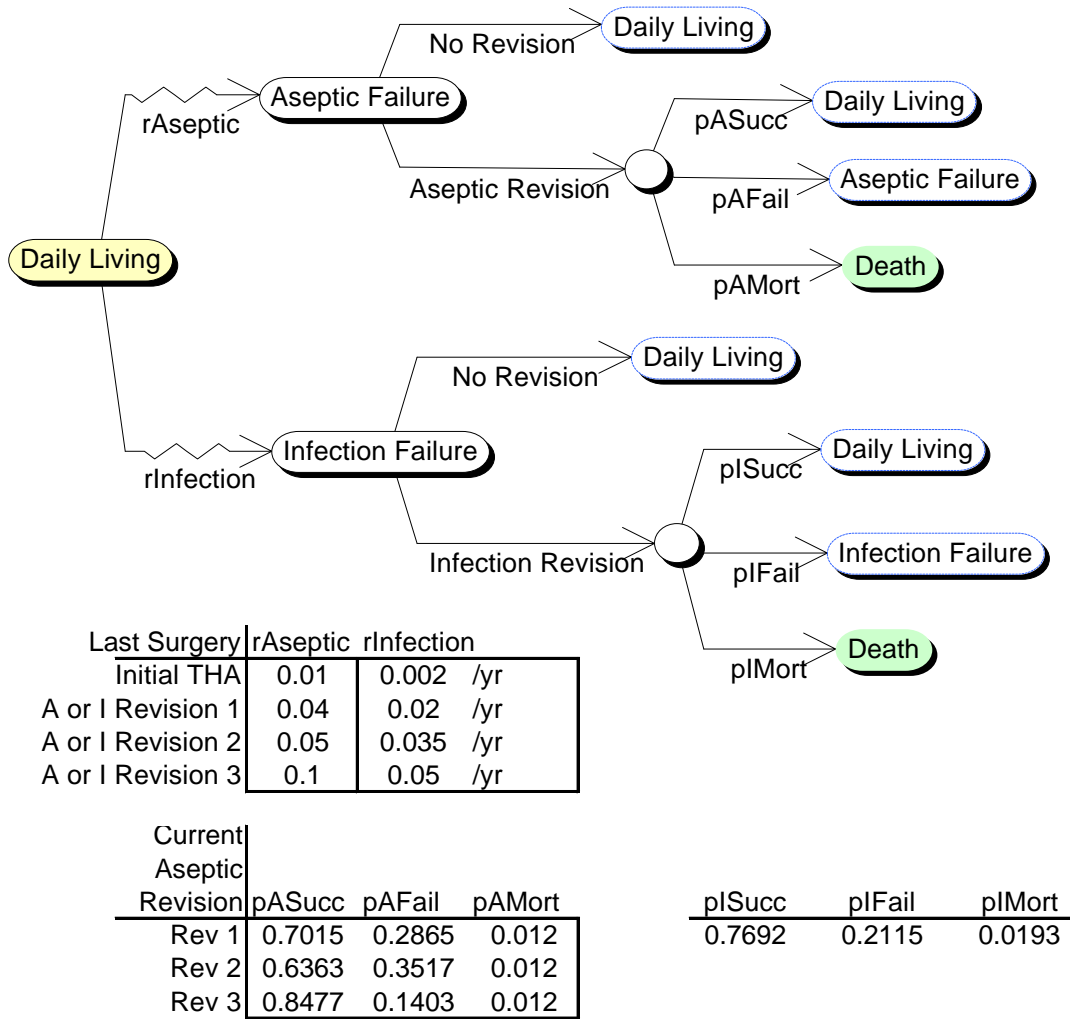 Daily Living
No Revision
Aseptic Failure
rAseptic
Daily Living
pASucc
Aseptic Revision
Aseptic Failure
pAFail
Daily Living
Death
pAMort
Daily Living
No Revision
Infection Failure
rInfection
Daily Living
pISucc
Infection Revision
Infection Failure
pIFail
Death
pIMort
Last Surgery rAseptic rInfection
Initial THA 0.01 0.002 /yr
A or I Revision 1 0.04 0.02 /yr
A or I Revision 2 0.05 0.035 /yr
A or I Revision 3 0.1 0.05 /yr
Current
Aseptic
Revision pASucc pAFail pAMort pISucc pIFail pIMort
Rev 1 0.7015 0.2865 0.012 0.7692 0.2115 0.0193
Rev 2 0.6363 0.3517 0.012
Rev 3 0.8477 0.1403 0.012